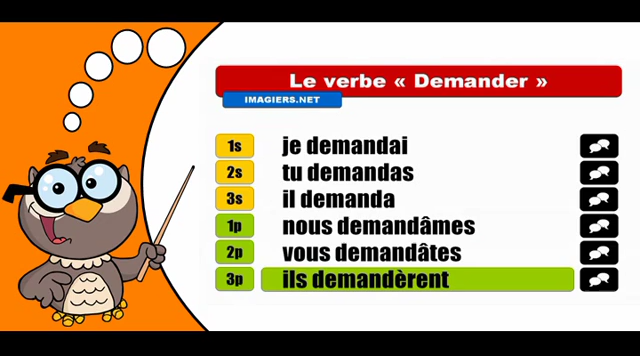 Le verbe « Demander »
IMAGIERS.NET
1s je demandai
2s tu demandas
3s il demanda
1p nous demandâmes
2p vous demandâtes
3p ils demandèrent